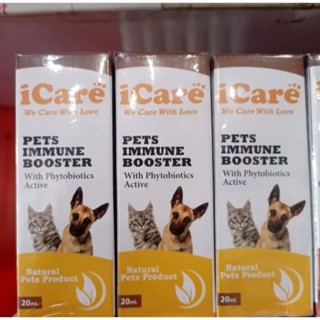 iCare
We Care With Love
PETS
IMMUNE
BOOSTER
With Phytobiotics
Active
Natural
Pets Product
20mL
iCare
We Care With Love
PETS
IMMUNE
BOOSTER
With Phytobiotics
Active
Natural
Pets Product
20mL
iCare
We Care With Love
PETS
IMMUNE
BOOSTER
With Phytobiotics
Active
Natural
Pets Product
20mL